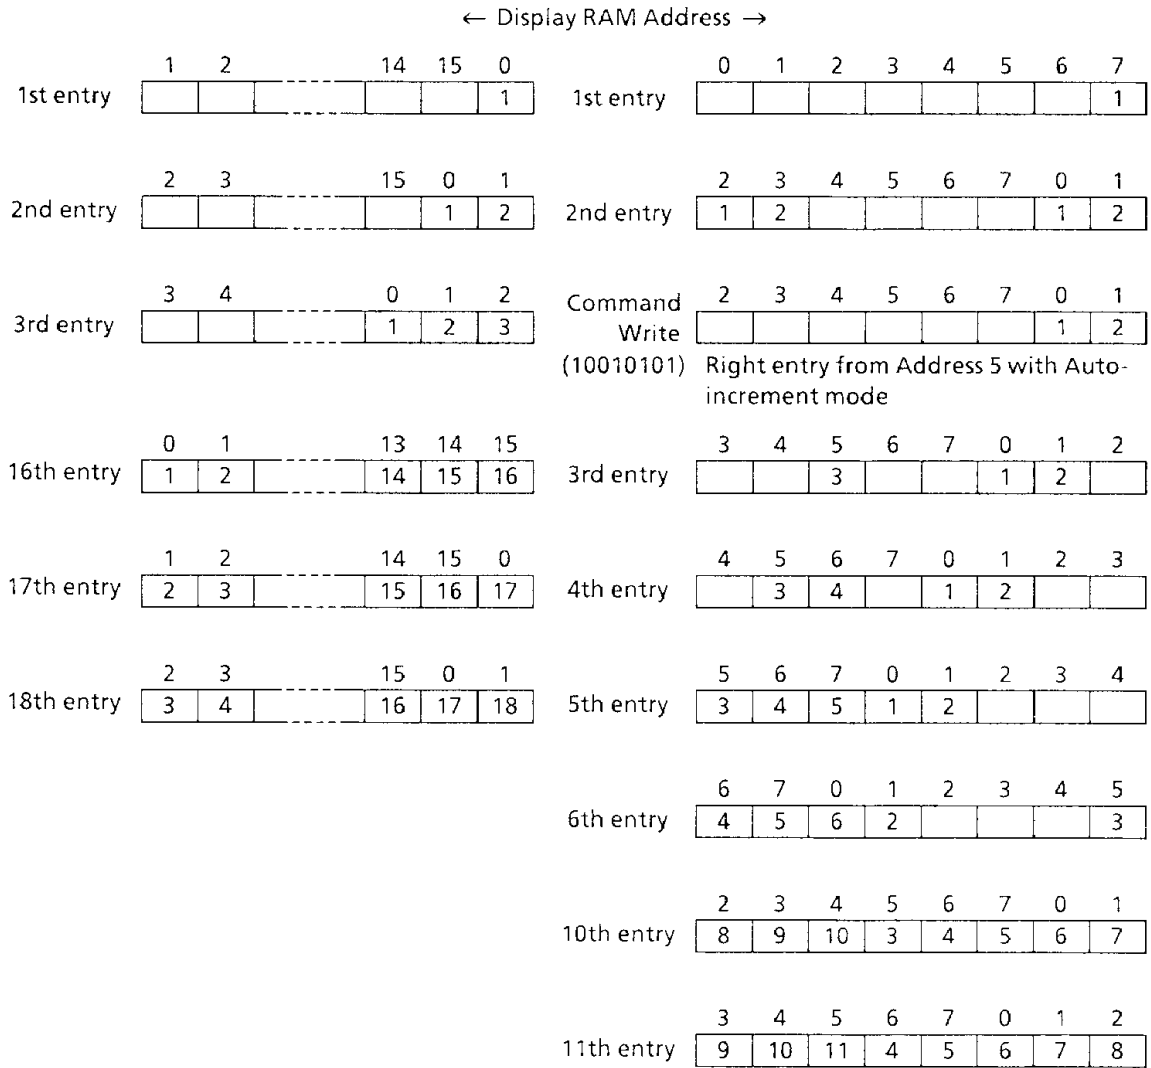 ← Display RAM Address →
1 2 14 15 0
1st entry 1
2 3 15 0 1
2nd entry 1 2
3 4 0 1 2
3rd entry 1 2 3
0 1 13 14 15
16th entry 1 2 14 15 16
1 2 14 15 0
17th entry 2 3 15 16 17
2 3 15 0 1
18th entry 3 4 16 17 18
0 1 2 3 4 5 6 7
1st entry 1
2 3 4 5 6 7 0 1
2nd entry 1 2 1 2
2 3 4 5 6 7 0 1
Command
Write
1 2
(10010101) Right entry from Address 5 with Auto-
increment mode
3 4 5 6 7 0 1 2
3rd entry 3 1 2
4 5 6 7 0 1 2 3
4th entry 3 4 1 2
5 6 7 0 1 2 3 4
5th entry 3 4 5 1 2
6 7 0 1 2 3 4 5
6th entry 4 5 6 2 3
2 3 4 5 6 7 0 1
10th entry 8 9 10 3 4 5 6 7
3 4 5 6 7 0 1 2
11th entry 9 10 11 4 5 6 7 8